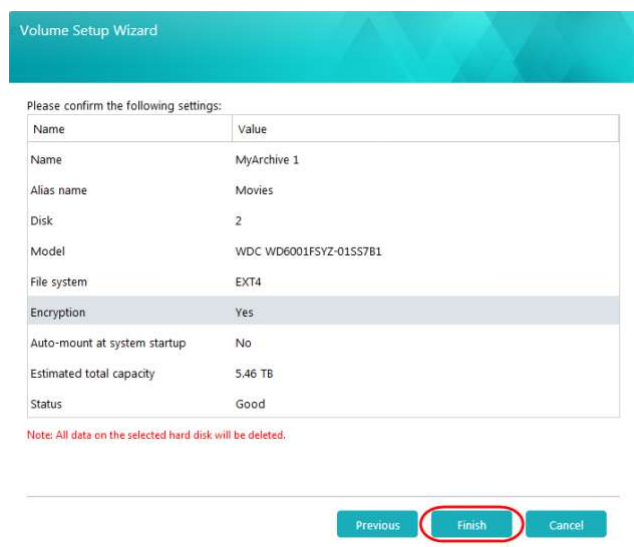 Volume Setup Wizard
Please confirm the following settings:
Name Value
Name MyArchive 1
Alias name Movies
Disk 2
Model WDC WD6001FSYZ-01SS7B1
File system EXT4
Encryption Yes
Auto-mount at system startup No
Estimated total capacity 5.46 TB
Status Good
Note: All data on the selected hard disk will be deleted.
Previous Finish Cancel